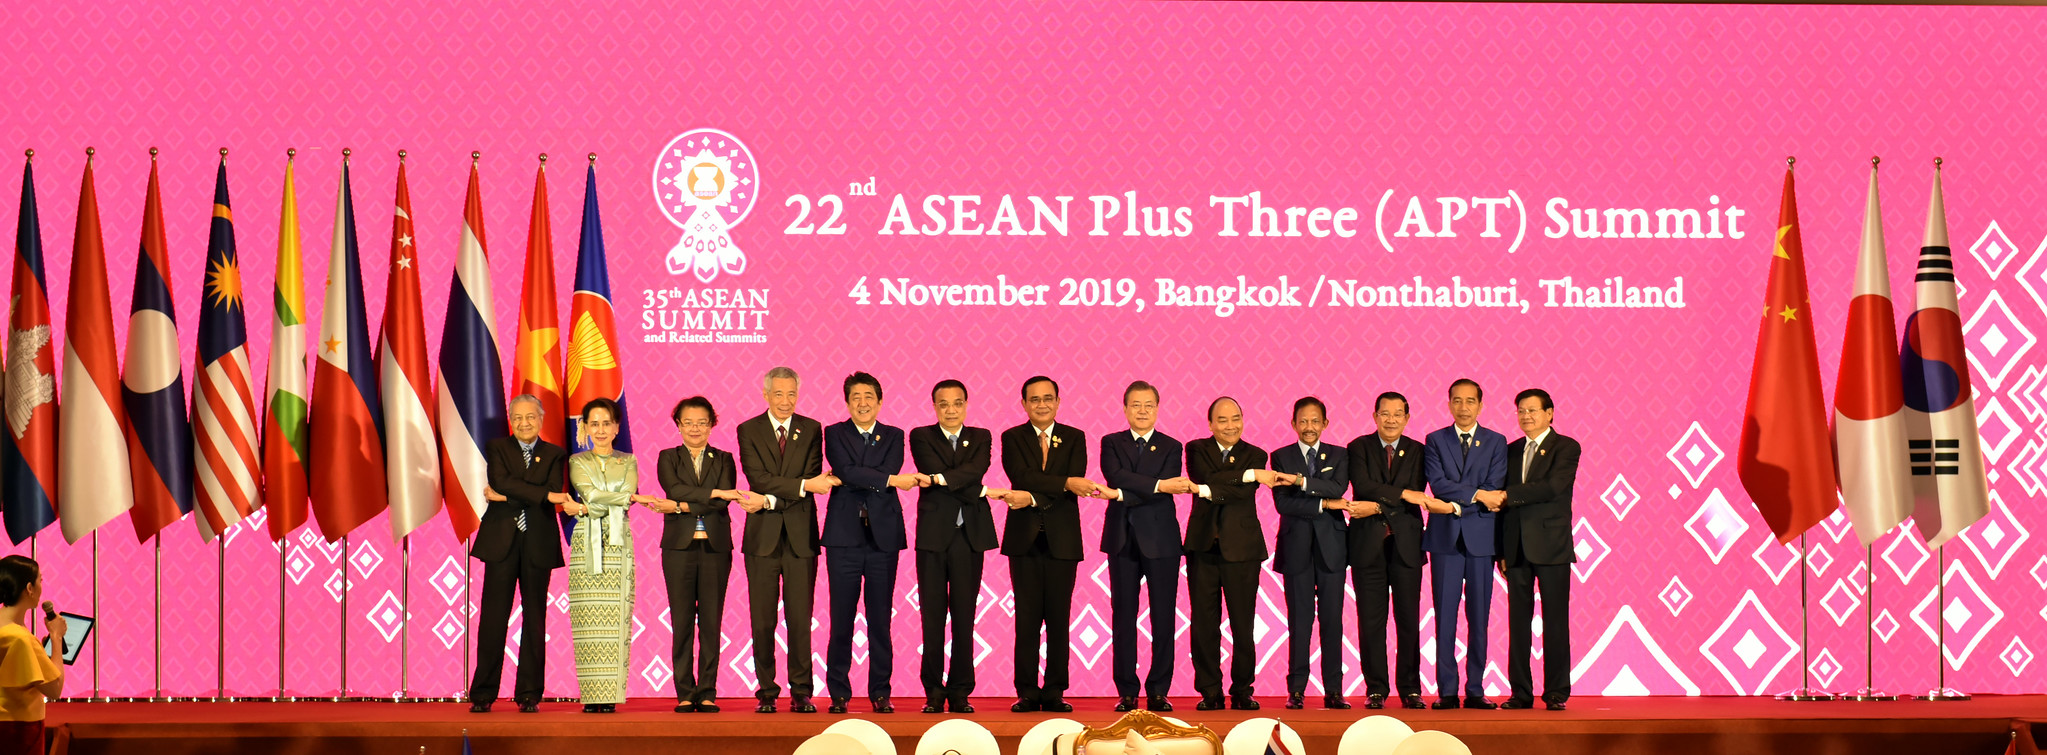 22nd ASEAN Plus Three (APT) Summit
4 November 2019, Bangkok / Nonthaburi, Thailand
35th ASEAN
SUMMIT
and Related Summits